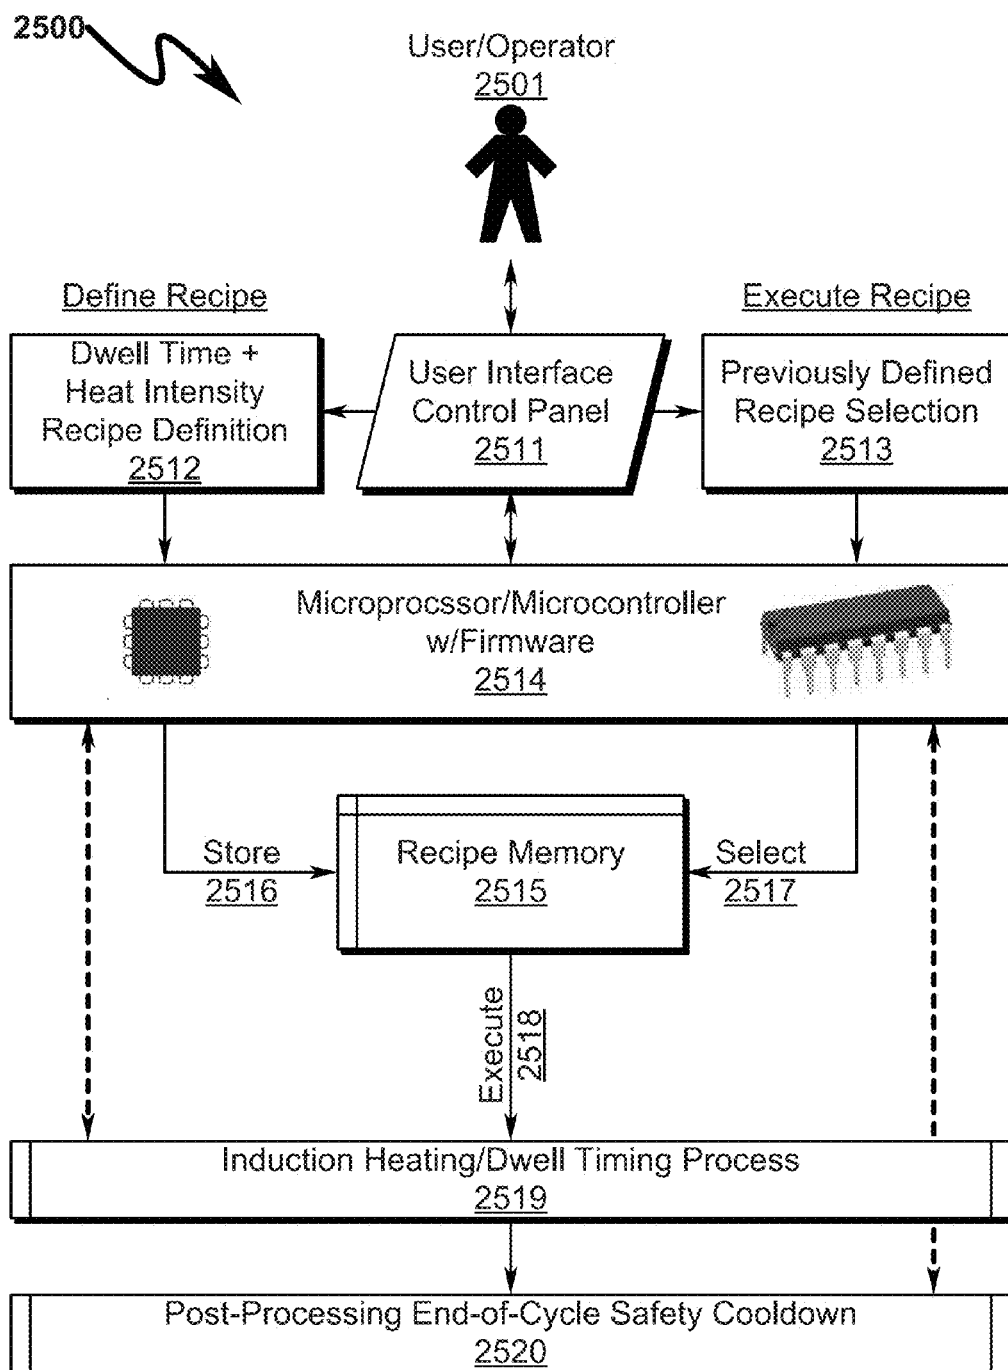 2500
User/Operator
2501
Define Recipe
Execute Recipe
Dwell Time +
Heat Intensity
Recipe Definition
2512
User Interface
Control Panel
2511
Previously Defined
Recipe Selection
2513
Microprocssor/Microcontroller
w/Firmware
2514
Store
2516
Recipe Memory
2515
Select
2517
Execute
2518
Induction Heating/Dwell Timing Process
2519
Post-Processing End-of-Cycle Safety Cooldown
2520